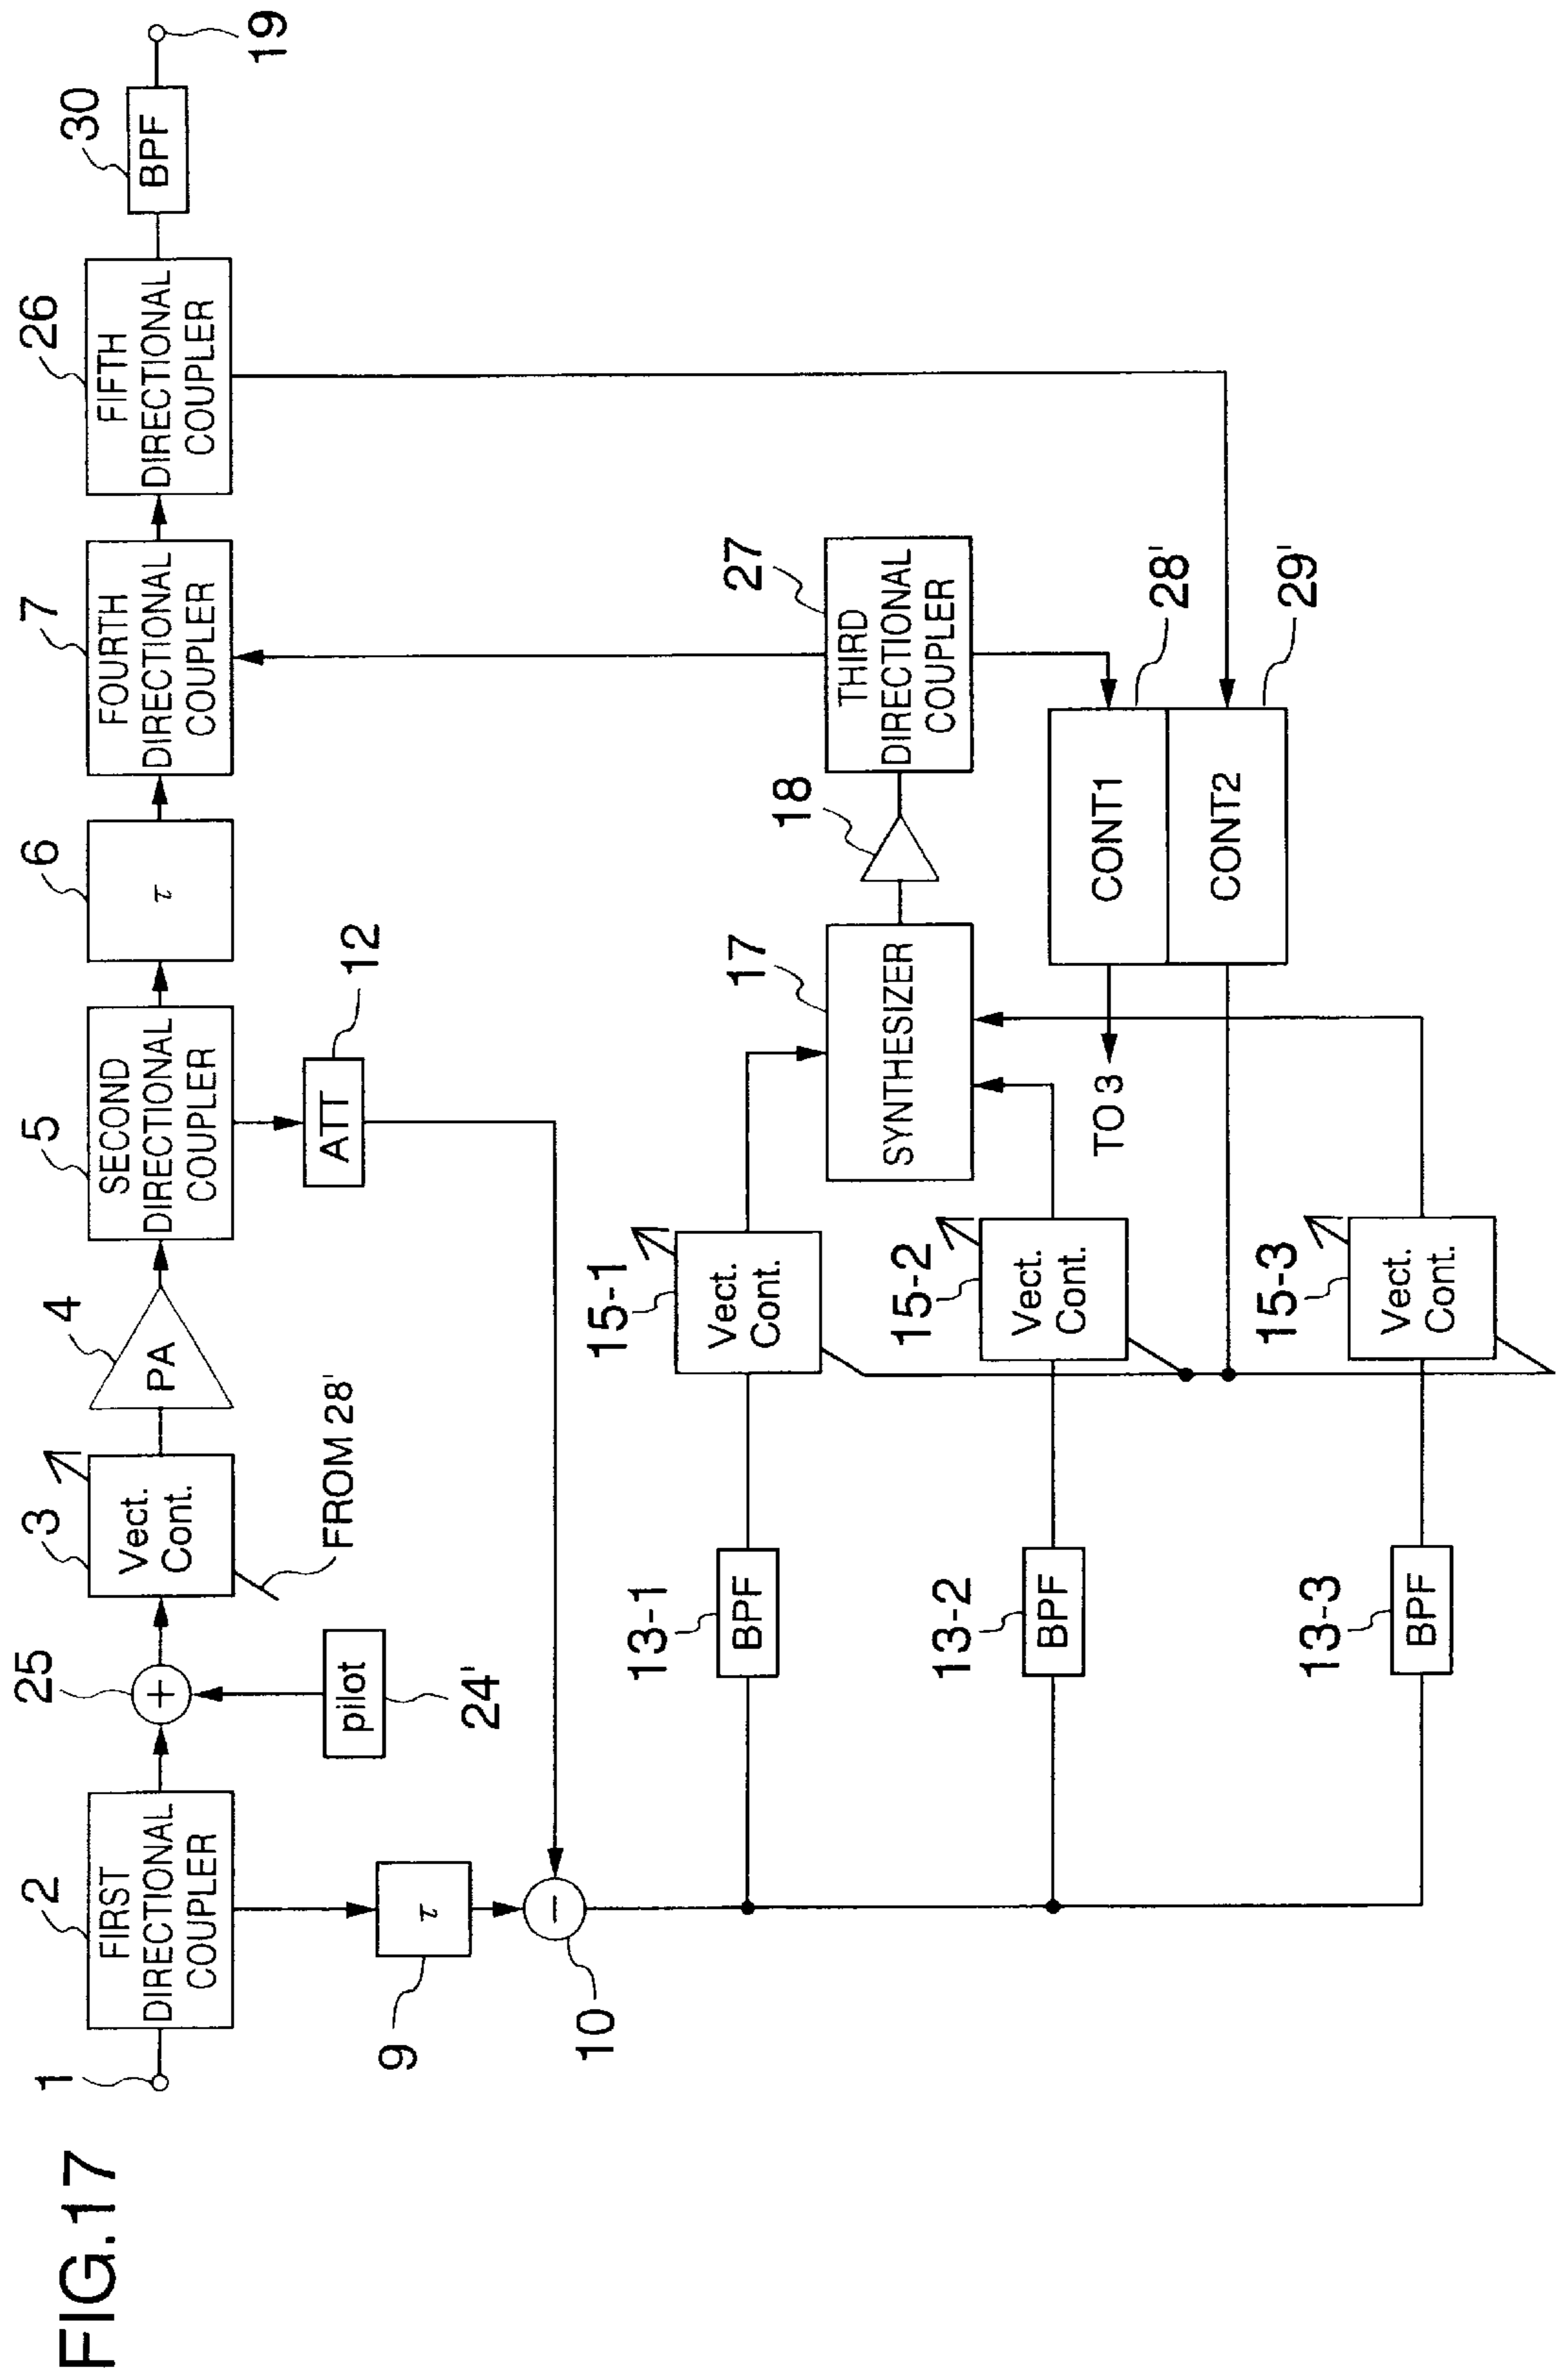 FIG.17
1
2
FIRST
DIRECTIONAL
COUPLER
25
+
pilot
24'
3
Vect.
Cont.
FROM 28'
4
PA
5
SECOND
DIRECTIONAL
COUPLER
ATT
12
6
τ
7
FOURTH
DIRECTIONAL
COUPLER
26
FIFTH
DIRECTIONAL
COUPLER
30
BPF
19
9
τ
10
−
13-1
BPF
15-1
Vect.
Cont.
13-2
BPF
15-2
Vect.
Cont.
13-3
BPF
15-3
Vect.
Cont.
17
SYNTHESIZER
18
27
THIRD
DIRECTIONAL
COUPLER
TO 3
CONT1
28'
CONT2
29'